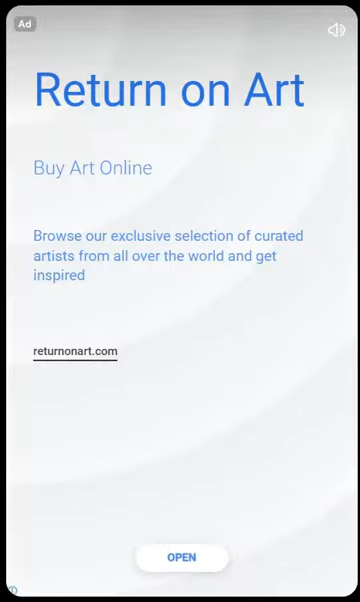 Ad
Return on Art
Buy Art Online
Browse our exclusive selection of curated
artists from all over the world and get
inspired
returnonart.com
OPEN